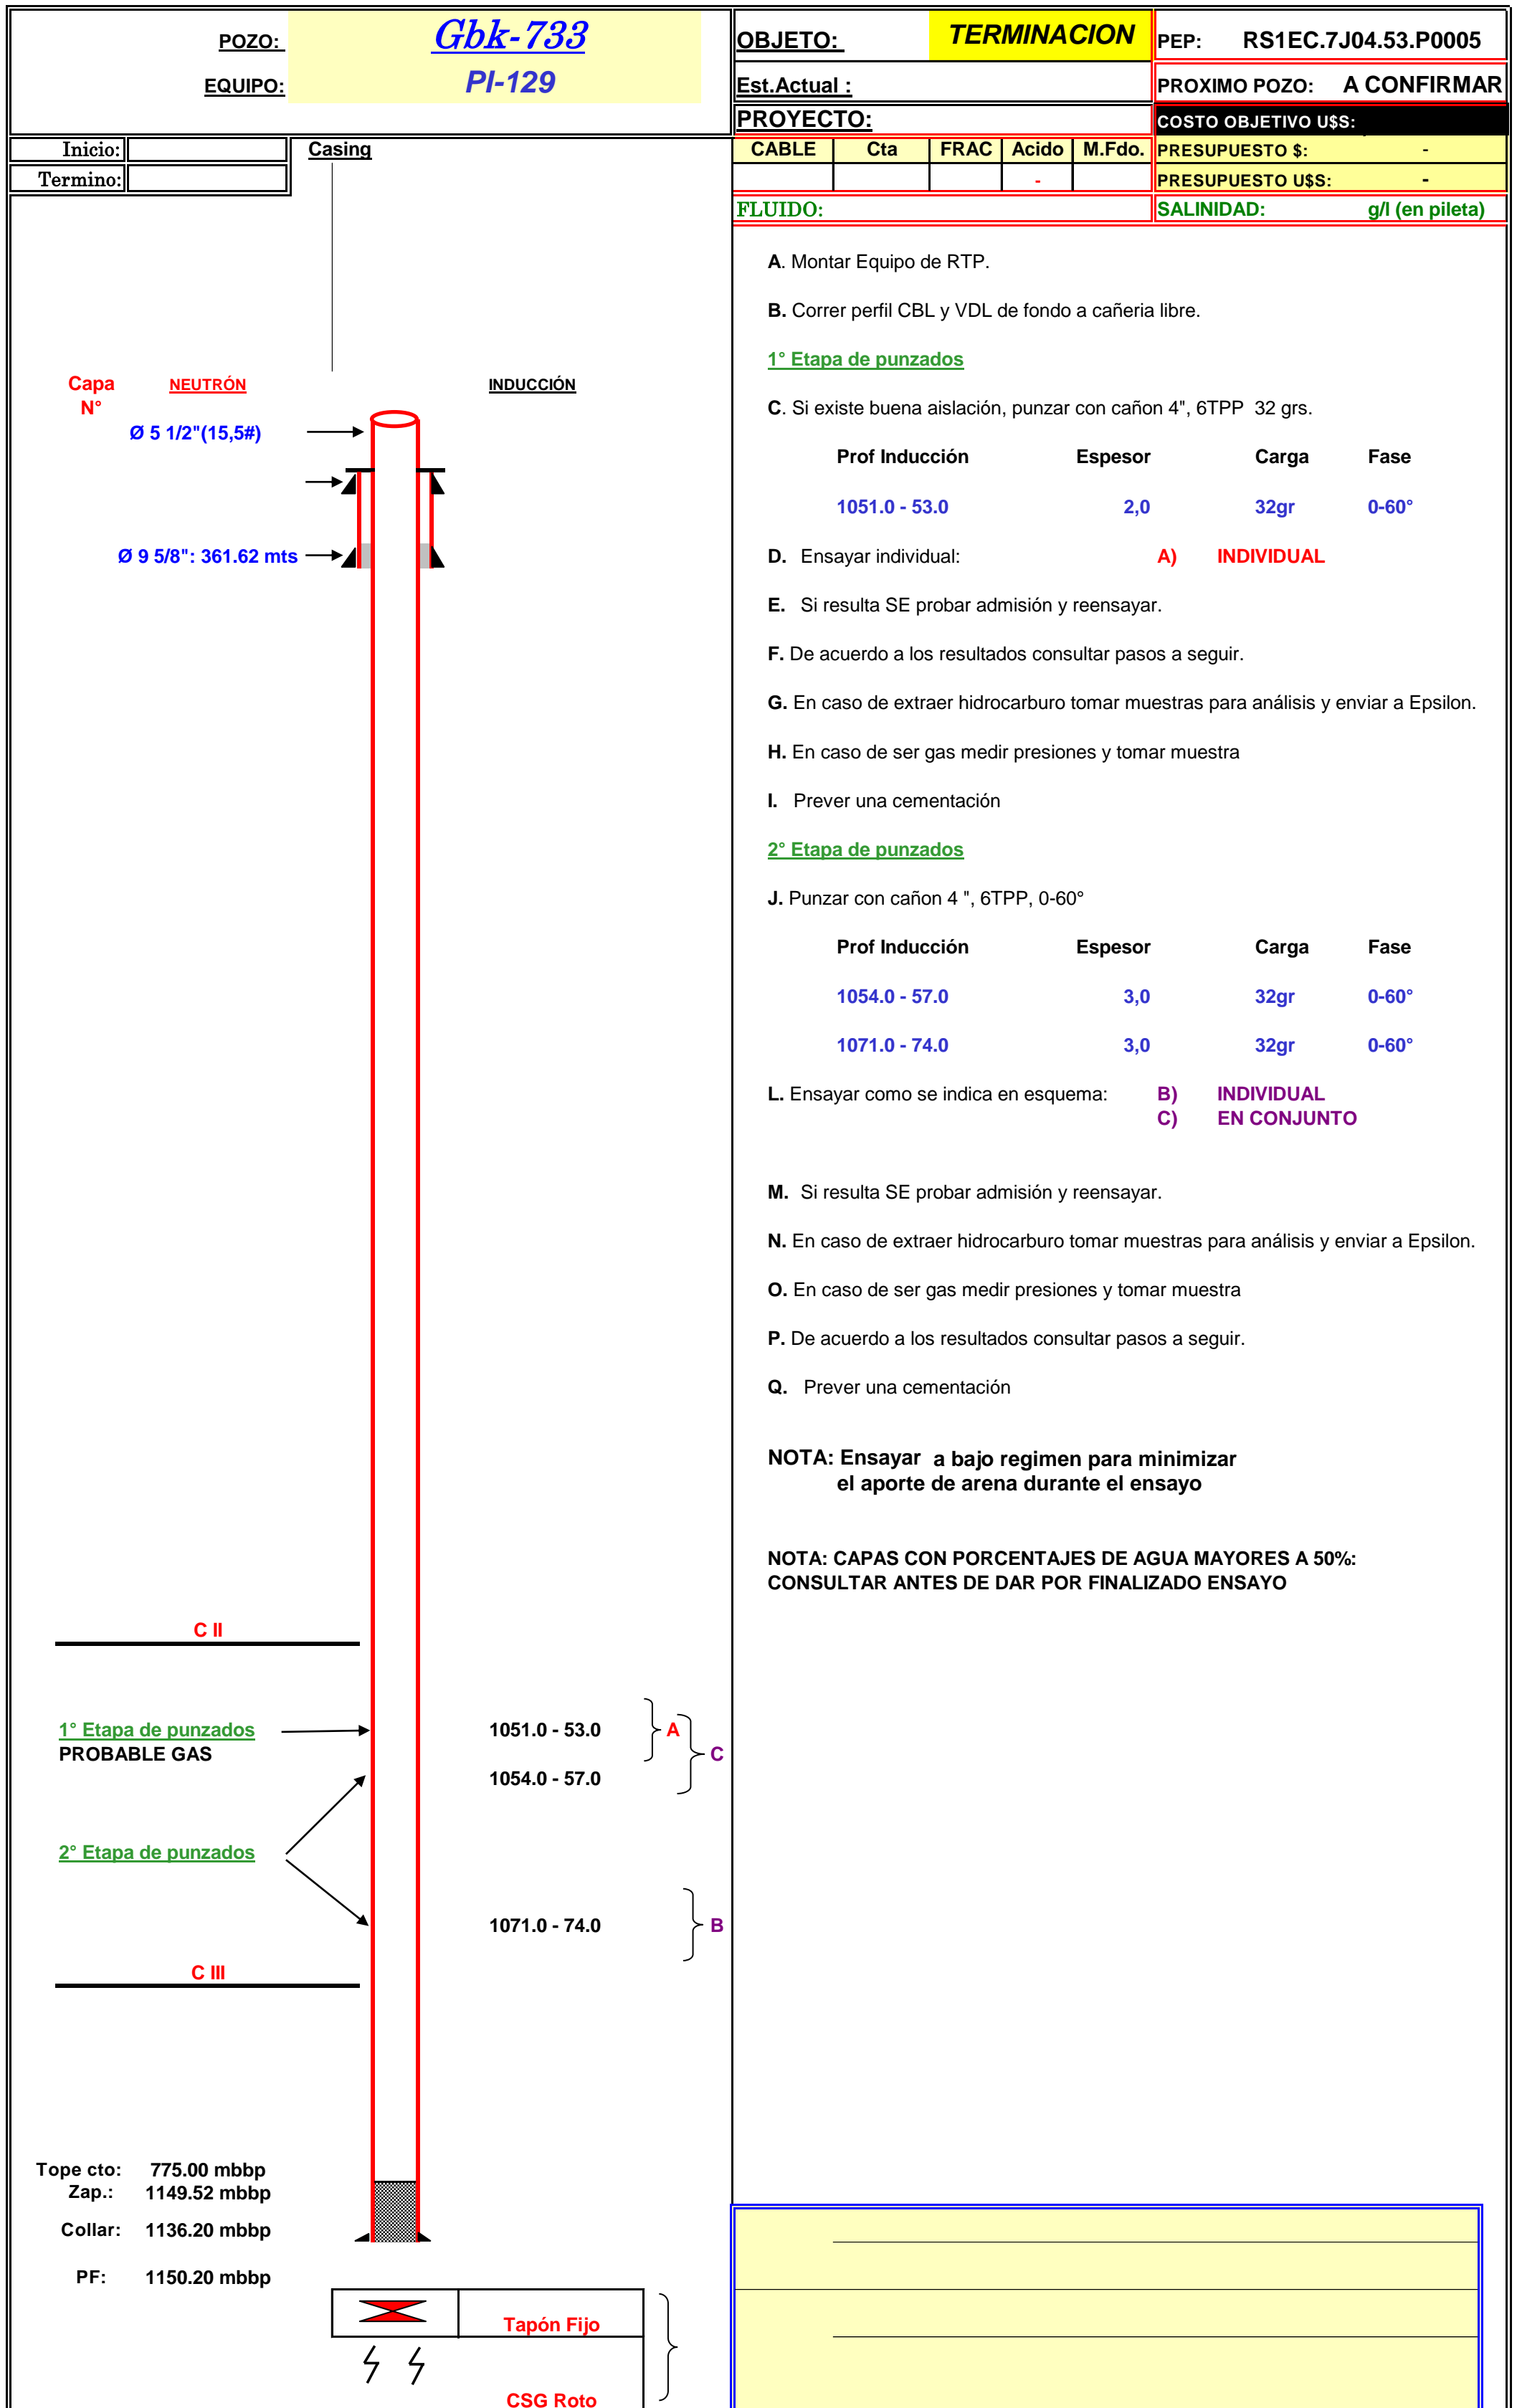 POZO: Gbk-733
EQUIPO: PI-129
OBJETO: TERMINACION
PEP: RS1EC.7J04.53.P0005
Est.Actual :
PROXIMO POZO: A CONFIRMAR
PROYECTO:
COSTO OBJETIVO U$S:
Inicio:
Casing
CABLE Cta FRAC Acido M.Fdo.
PRESUPUESTO $: -
Termino:
-
PRESUPUESTO U$S: -
FLUIDO:
SALINIDAD: g/l (en pileta)
Capa
N°
NEUTRÓN
INDUCCIÓN
Ø 5 1/2"(15,5#)
Ø 9 5/8": 361.62 mts
C II
1° Etapa de punzados
PROBABLE GAS
1051.0 - 53.0
A
C
1054.0 - 57.0
2° Etapa de punzados
1071.0 - 74.0
B
C III
Tope cto: 775.00 mbbp
Zap.: 1149.52 mbbp
Collar: 1136.20 mbbp
PF: 1150.20 mbbp
Tapón Fijo
CSG Roto
A. Montar Equipo de RTP.
B. Correr perfil CBL y VDL de fondo a cañeria libre.
1° Etapa de punzados
C. Si existe buena aislación, punzar con cañon 4", 6TPP 32 grs.
Prof Inducción Espesor Carga Fase
1051.0 - 53.0 2,0 32gr 0-60°
D. Ensayar individual: A) INDIVIDUAL
E. Si resulta SE probar admisión y reensayar.
F. De acuerdo a los resultados consultar pasos a seguir.
G. En caso de extraer hidrocarburo tomar muestras para análisis y enviar a Epsilon.
H. En caso de ser gas medir presiones y tomar muestra
I. Prever una cementación
2° Etapa de punzados
J. Punzar con cañon 4 ", 6TPP, 0-60°
Prof Inducción Espesor Carga Fase
1054.0 - 57.0 3,0 32gr 0-60°
1071.0 - 74.0 3,0 32gr 0-60°
L. Ensayar como se indica en esquema: B) INDIVIDUAL
C) EN CONJUNTO
M. Si resulta SE probar admisión y reensayar.
N. En caso de extraer hidrocarburo tomar muestras para análisis y enviar a Epsilon.
O. En caso de ser gas medir presiones y tomar muestra
P. De acuerdo a los resultados consultar pasos a seguir.
Q. Prever una cementación
NOTA: Ensayar a bajo regimen para minimizar
el aporte de arena durante el ensayo
NOTA: CAPAS CON PORCENTAJES DE AGUA MAYORES A 50%:
CONSULTAR ANTES DE DAR POR FINALIZADO ENSAYO